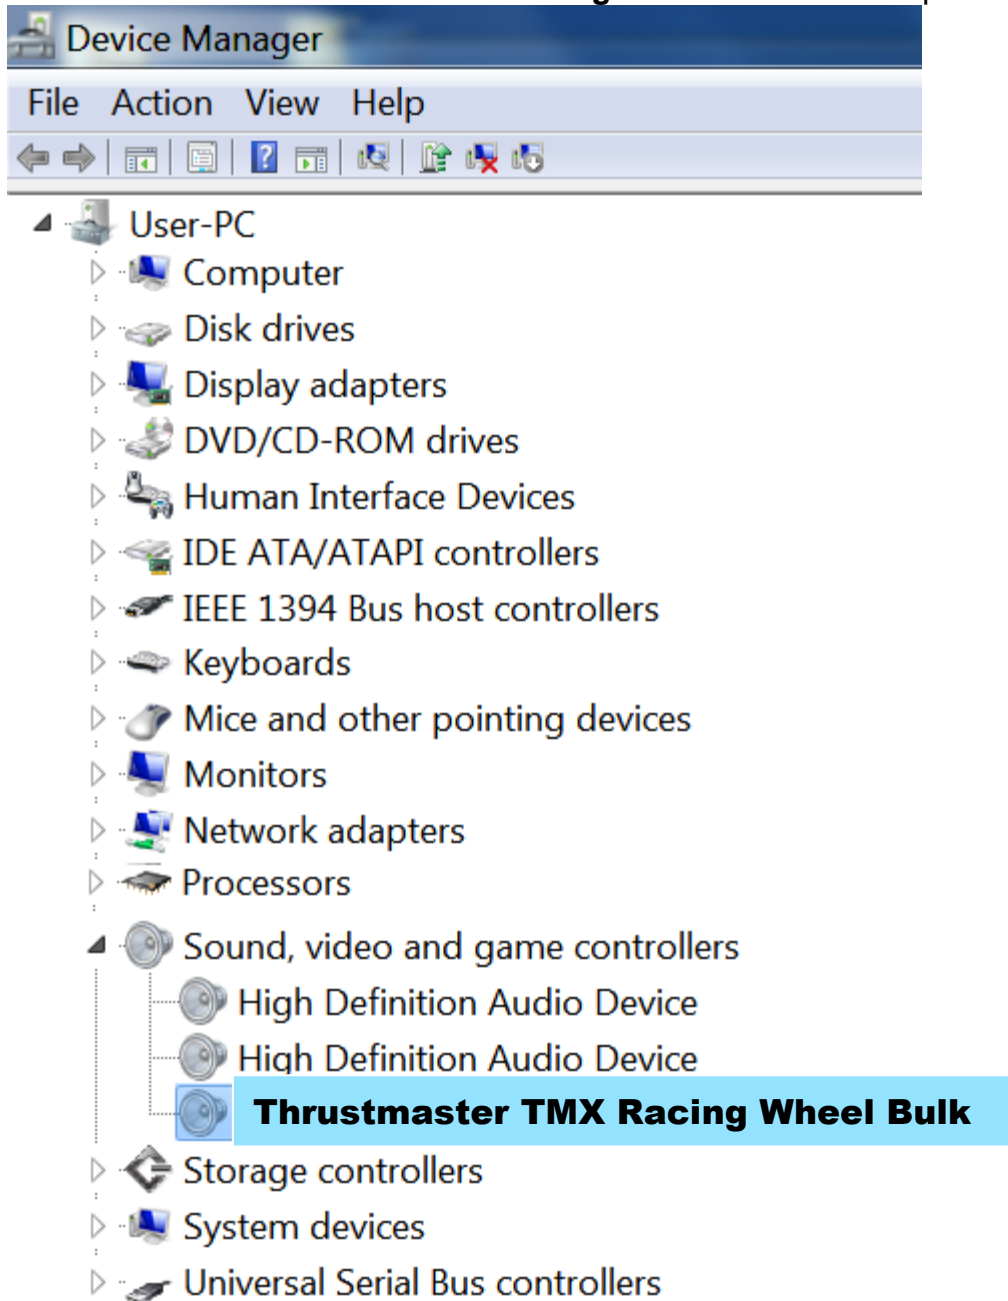 Device Manager
File Action View Help
User-PC
Computer
Disk drives
Display adapters
DVD/CD-ROM drives
Human Interface Devices
IDE ATA/ATAPI controllers
IEEE 1394 Bus host controllers
Keyboards
Mice and other pointing devices
Monitors
Network adapters
Processors
Sound, video and game controllers
High Definition Audio Device
High Definition Audio Device
Thrustmaster TMX Racing Wheel Bulk
Storage controllers
System devices
Universal Serial Bus controllers